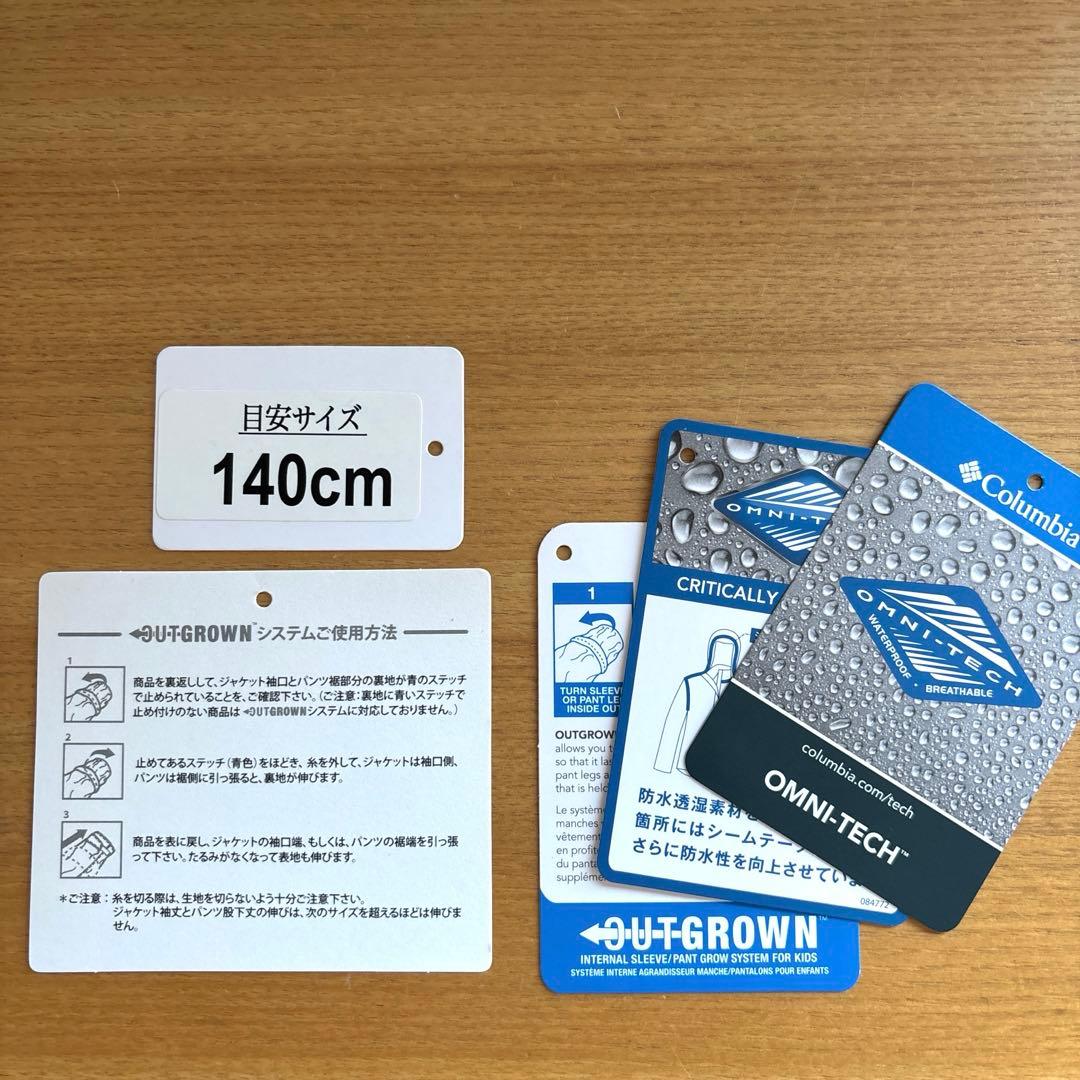 目安サイズ
140cm
OUTGROWN™システムご使用方法
1
商品を裏返しして、ジャケット袖口とパンツ裾部分の裏地が青のステッチ
で止められていることを、ご確認下さい。(ご注意:裏地に青いステッチで
止め付けのない商品はOUTGROWNシステムに対応しておりません。)
2
止めてあるステッチ(青色)をほどき、糸を外して、ジャケットは袖口側、
パンツは裾側に引っ張ると、裏地が伸びます。
3
商品を表に戻し、ジャケットの袖口端、もしくは、パンツの裾端を引っ張
って下さい。たるみがなくなって表地も伸びます。
*ご注意:糸を切る際は、生地を切らないよう十分ご注意下さい。
ジャケット袖丈とパンツ股下丈の伸びは、次のサイズを超えるほどは伸びま
せん。
1
TURN SLEEV
OR PANT LE
INSIDE OU
OUTGROWN
allows you t
so that it las
pant legs a
that is held
Le système
manches
vêtement
en profite
du panta
suppléme
OUTGROWN™
INTERNAL SLEEVE/PANT GROW SYSTEM FOR KIDS
SYSTÈME INTERNE AGRANDISSEUR MANCHE/PANTALONS POUR ENFANTS
OMNI-T
CRITICALLY
防水透湿素材
箇所にはシームテー
さらに防水性を向上させてい
084772
Columbia
OMNI-TECH
WATERPROOF
BREATHABLE
columbia.com/tech
OMNI-TECH™